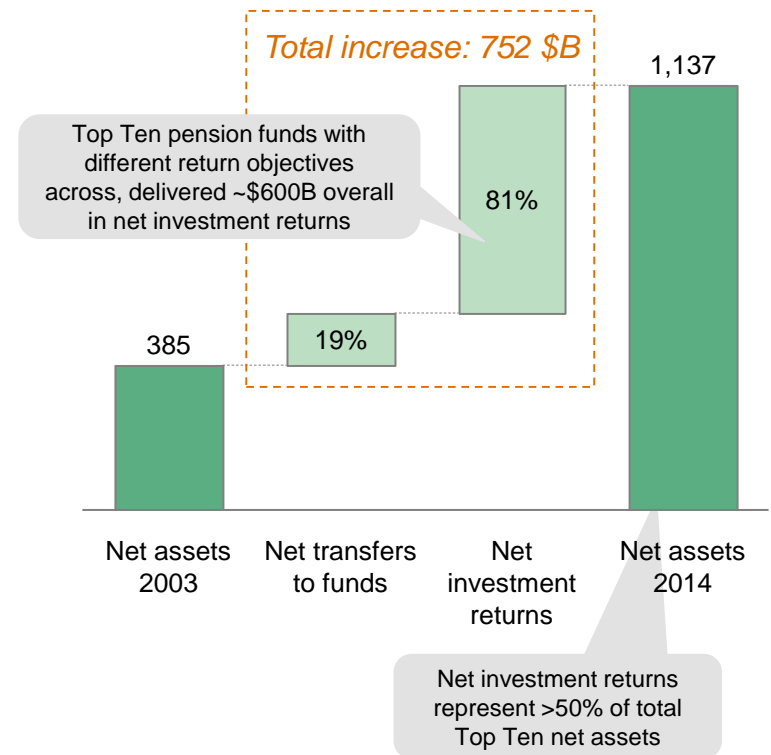 Total increase: 752 $B
1,137
Top Ten pension funds with
different return objectives
across, delivered ~$600B overall
in net investment returns
81%
385
19%
Net assets
2003
Net transfers
to funds
Net
investment
returns
Net assets
2014
Net investment returns
represent >50% of total
Top Ten net assets